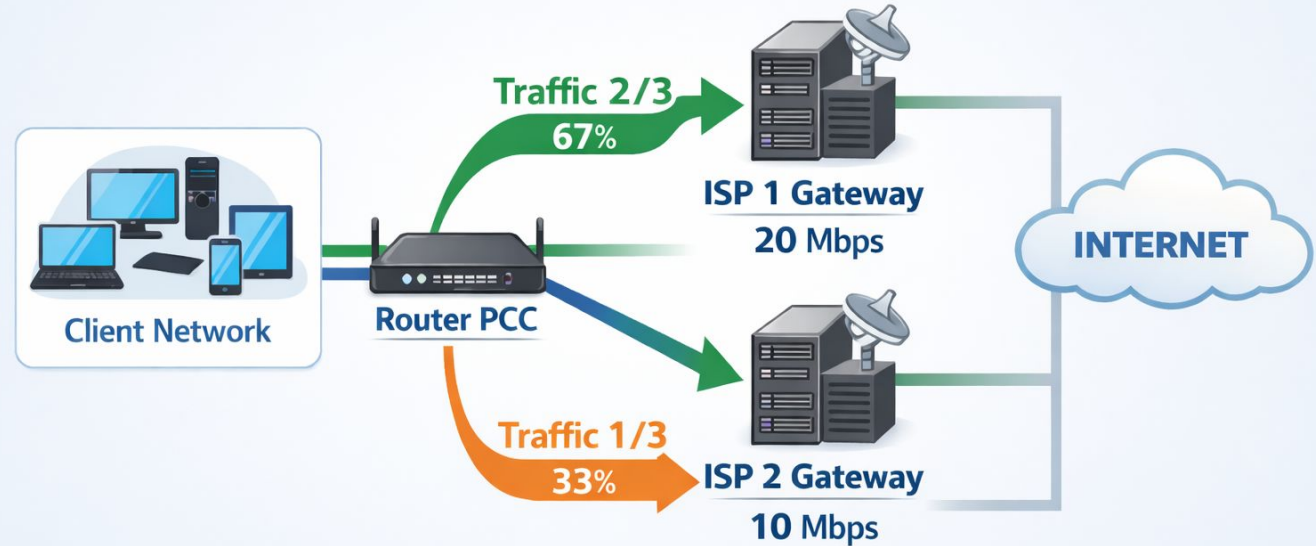 Traffic 2/3
67%
ISP 1 Gateway
20 Mbps
Client Network
Router PCC
INTERNET
Traffic 1/3
33%
ISP 2 Gateway
10 Mbps